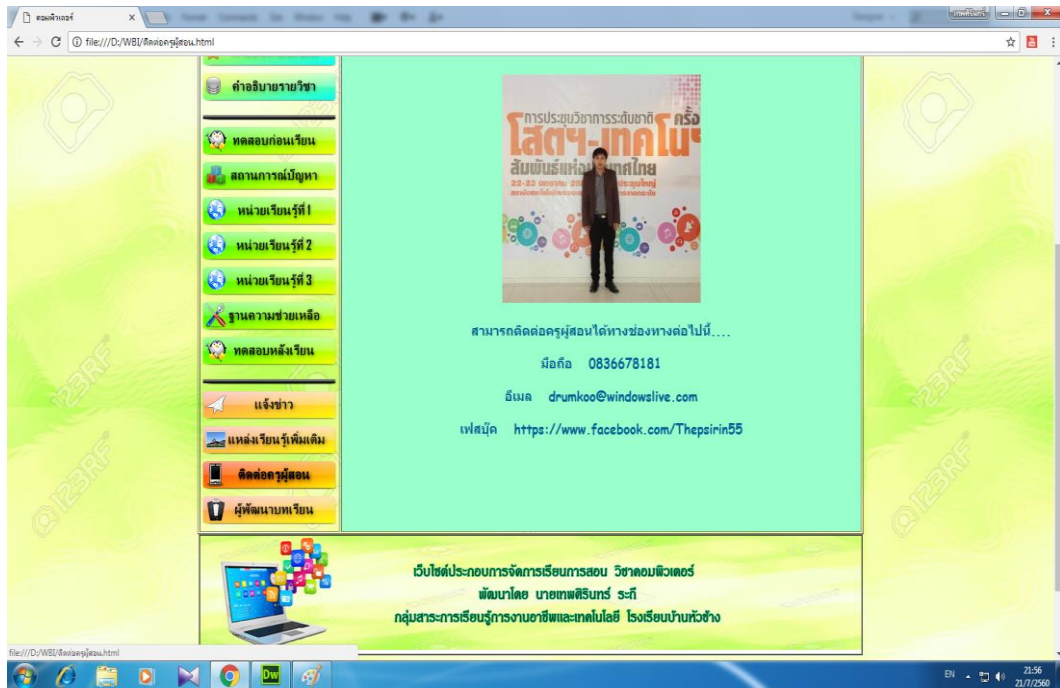 คอมพิวเตอร์
เทพศิรินทร์
file:///D:/WBI/ติดต่อครูผู้สอน.html
คำอธิบายรายวิชา
ทดสอบก่อนเรียน
สถานการณ์ปัญหา
หน่วยเรียนรู้ที่ 1
หน่วยเรียนรู้ที่ 2
หน่วยเรียนรู้ที่ 3
ฐานความช่วยเหลือ
ทดสอบหลังเรียน
แจ้งข่าว
แหล่งเรียนรู้เพิ่มเติม
ติดต่อครูผู้สอน
ผู้พัฒนาบทเรียน
การประชุมวิชาการระดับชาติ ครั้ง
โสตฯ-เทคโนฯ
สัมพันธ์แห่งประเทศไทย
22-23
สามารถติดต่อครูผู้สอนได้ทางช่องทางต่อไปนี้....
มือถือ 0836678181
อีเมล drumkoo@windowslive.com
เฟสบุ๊ค https://www.facebook.com/Thepsirin55
เว็บไซต์ประกอบการจัดการเรียนการสอน วิชาคอมพิวเตอร์
พัฒนาโดย นายเทพศิรินทร์ ระถี
กลุ่มสาระการเรียนรู้การงานอาชีพและเทคโนโลยี โรงเรียนบ้านหัวช้าง
123RF
123RF
@123RF
@123RF
file:///D:/WBI/ติดต่อครูผู้สอน.html
Dw
EN
21:56
21/7/2560